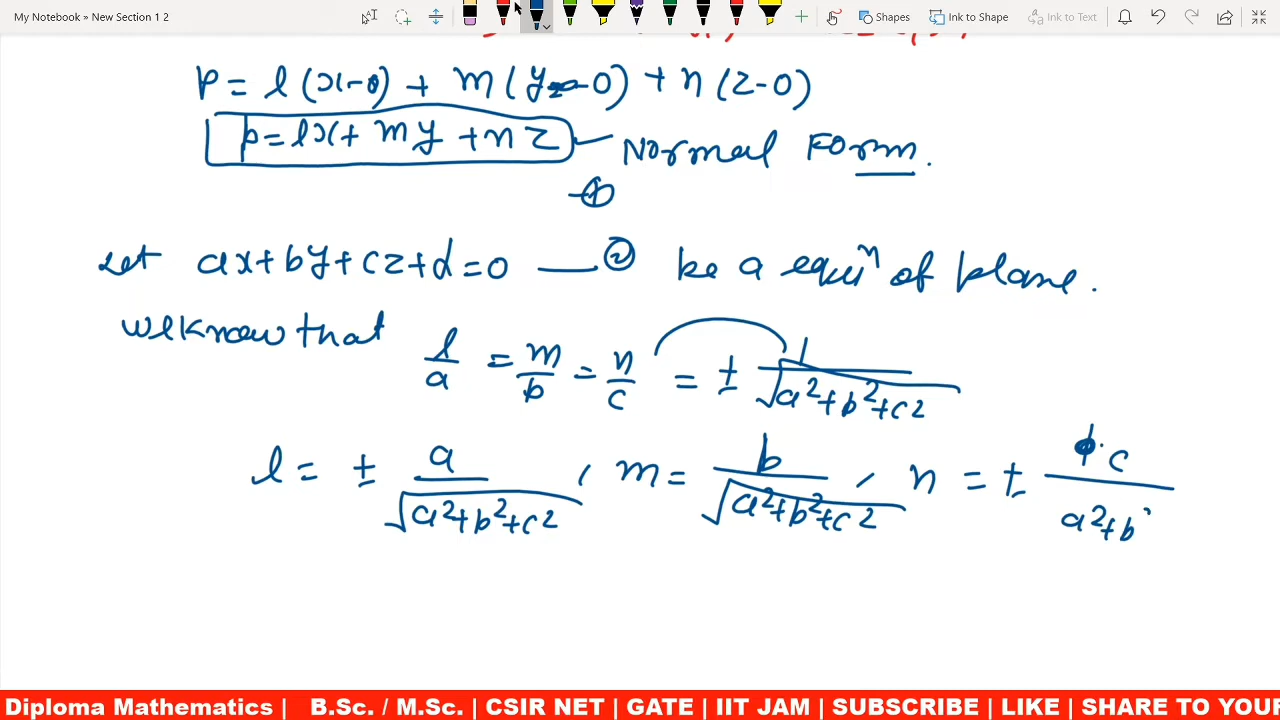 My Notebook » New Section 1 2
Shapes Ink to Shape Ink to Text
P = l(x-0) + m(y-0) + n(z-0)
p = lx + my + nz Normal Form.
①
Let ax+by+cz+d=0 — ② be a equⁿ of plane.
We know that
l/a = m/b = n/c = ± 1/√(a²+b²+c²)
l = ± a/√(a²+b²+c²) , m = b/√(a²+b²+c²) , n = ± c/a²+b
Diploma Mathematics | B.Sc. / M.Sc. | CSIR NET | GATE | IIT JAM | SUBSCRIBE | LIKE | SHARE TO YOUR